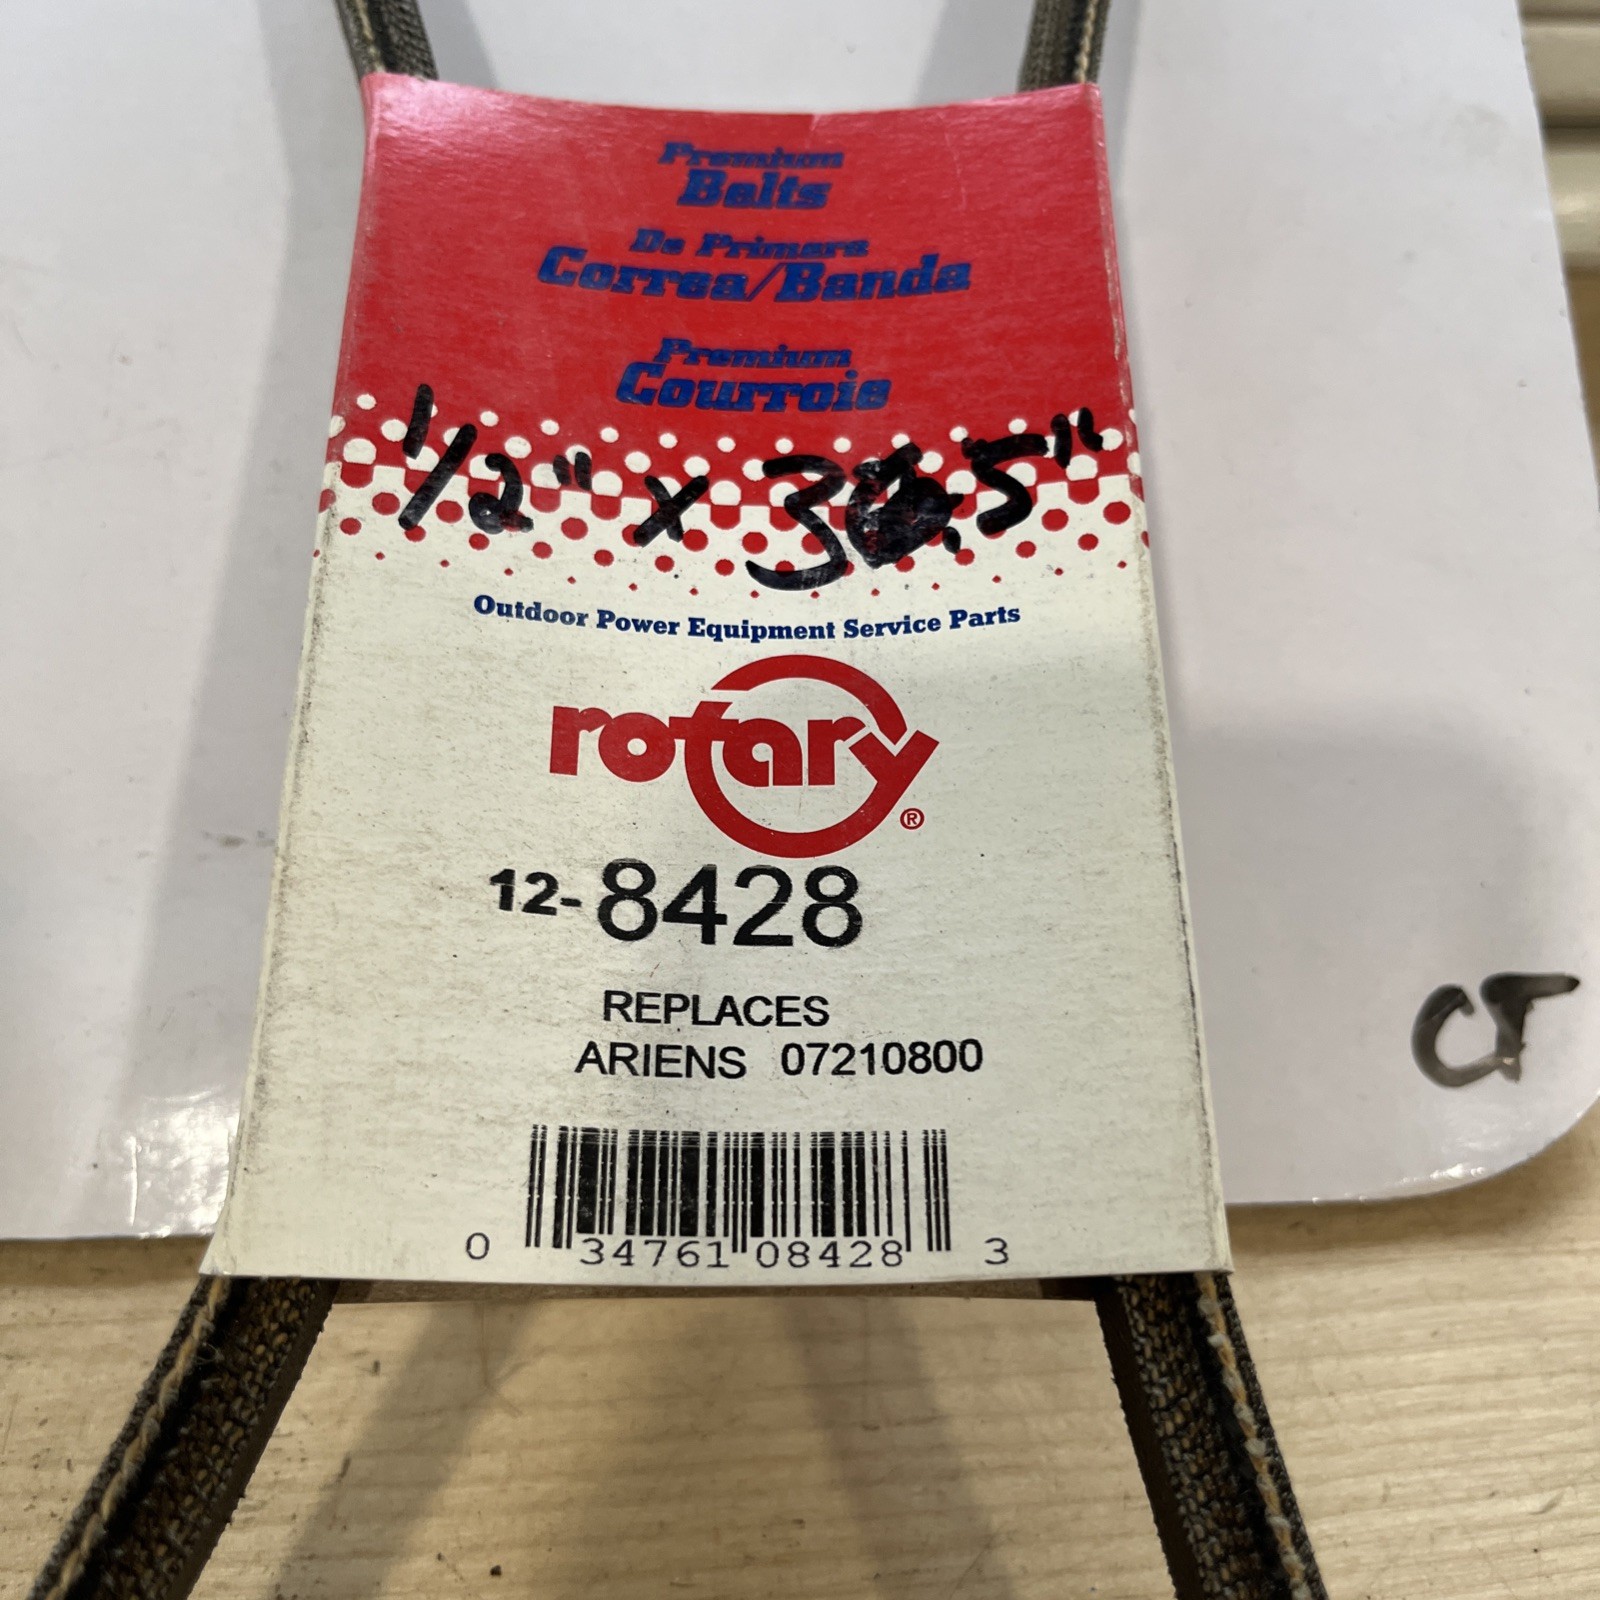 Premium
Belts
De Primera
Correa/Banda
Premium
Courroie
1/2" x
Outdoor Power Equipment Service Parts
rotary®
12-8428
REPLACES
ARIENS 07210800
0 34761 08428 3